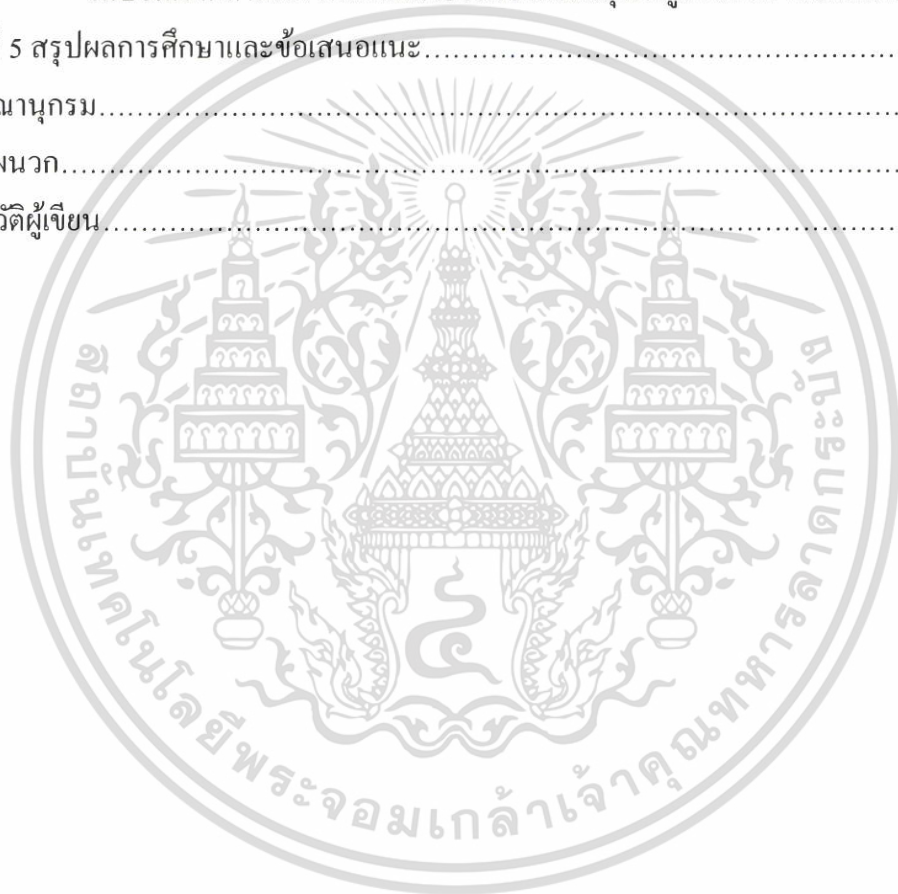 5 สรุปผลการศึกษาและข้อเสนอแนะ................................................................
ณานุกรม................................................................
ผนวก................................................................
วัติผู้เขียน................................................................
สถาบันเทคโนโลยีพระจอมเกล้าเจ้าคุณทหารลาดกระบัง
๔